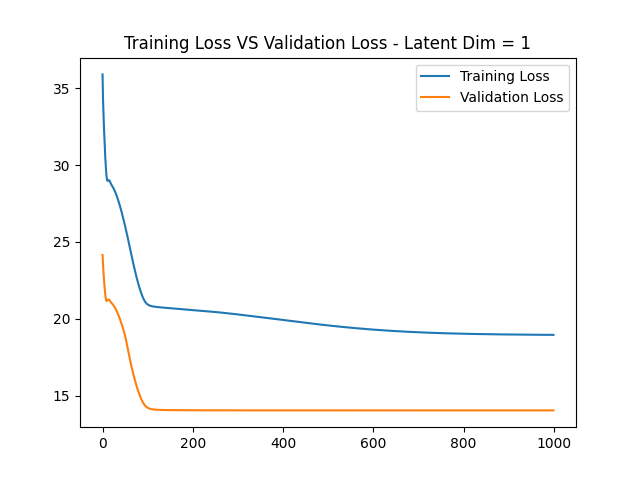 Training Loss VS Validation Loss - Latent Dim = 1
Training Loss
Validation Loss
35
30
25
20
15
0 200 400 600 800 1000